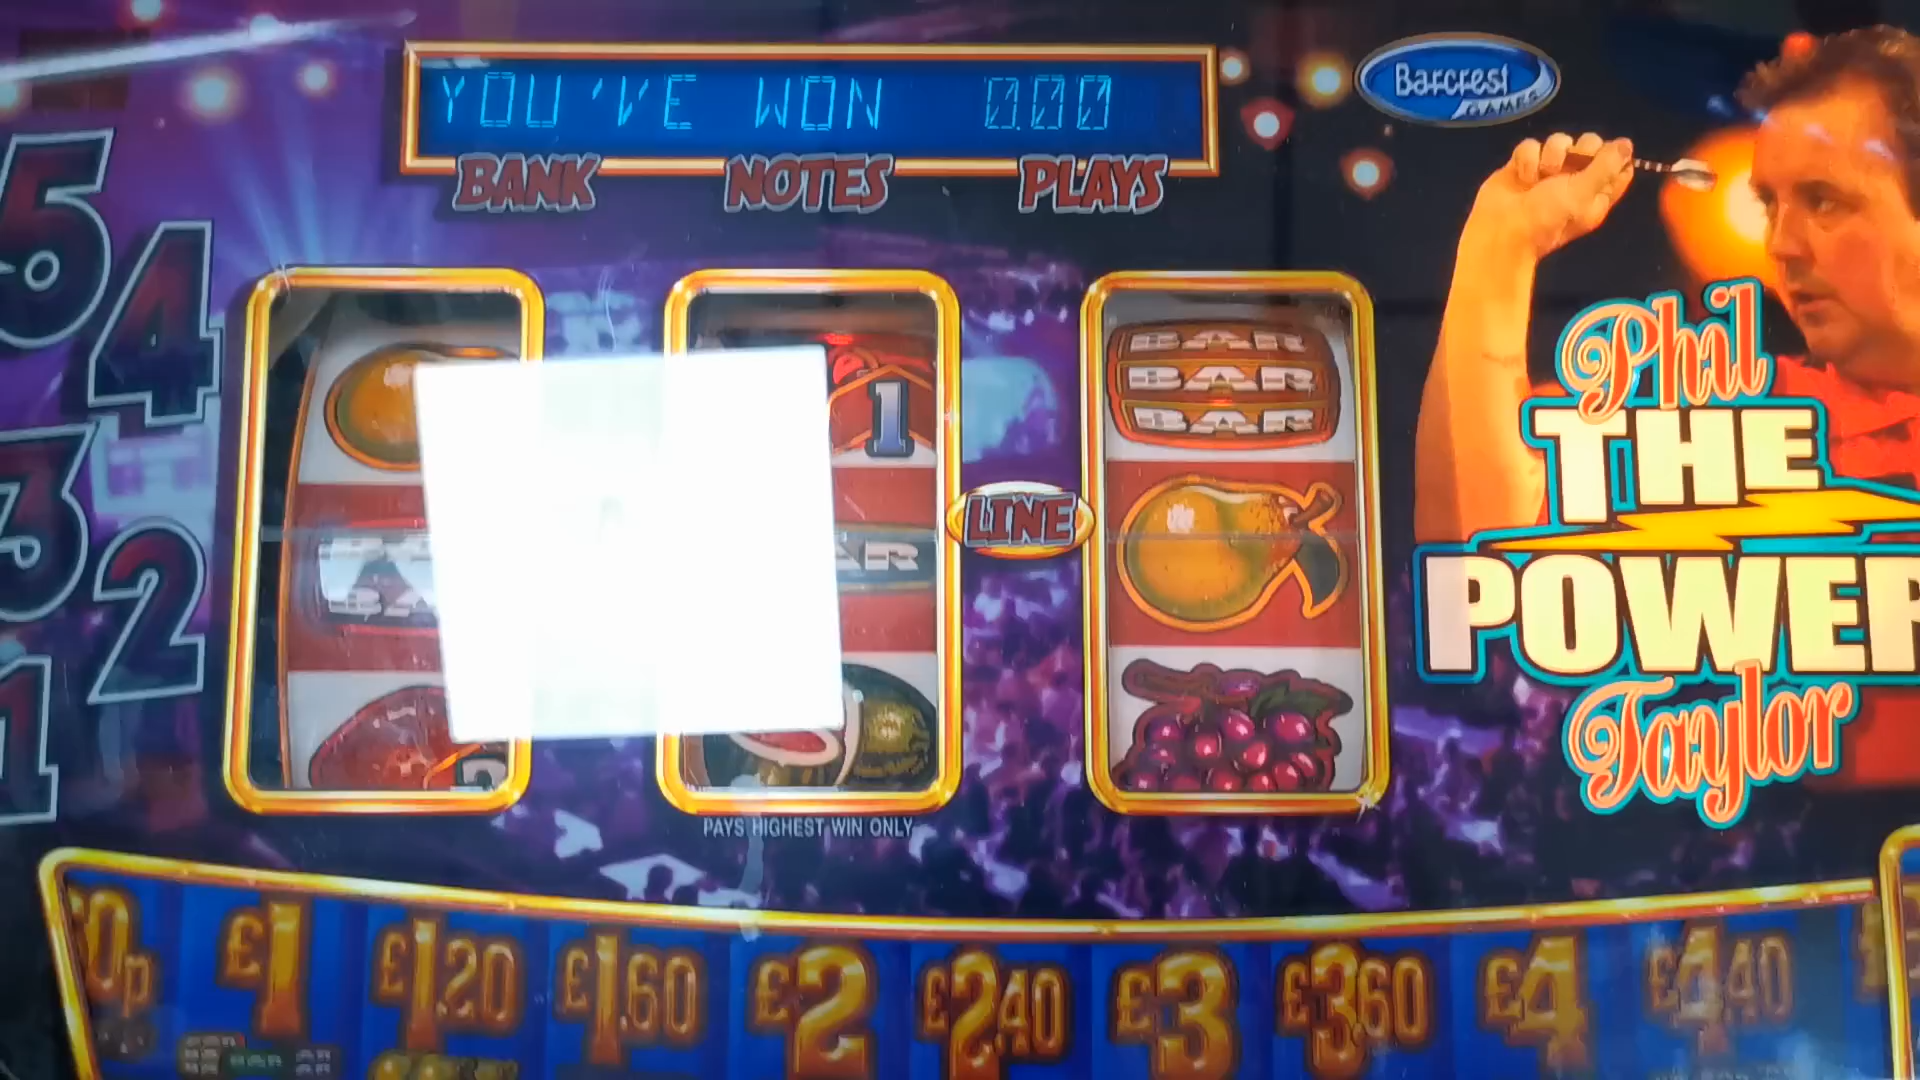 YOU'VE WON 0.00
Barcrest
GAMES
BANK NOTES PLAYS
5
4
3
2
1
1
BAR
BAR
BAR
LINE
Phil
THE
POWER
Taylor
PAYS HIGHEST WIN ONLY
£1 £1.20 £1.60 £2 £2.40 £3 £3.60 £4 £4.40